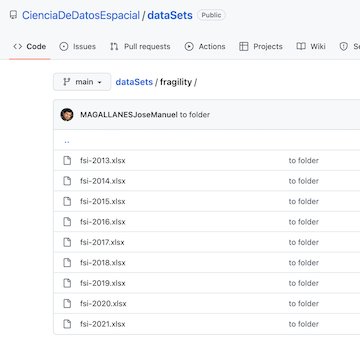 CienciaDeDatosEspacial / dataSets Public
Code Issues Pull requests Actions Projects Wiki
main dataSets / fragility /
MAGALLANESJoseManuel to folder
..
fsi-2013.xlsx to folder
fsi-2014.xlsx to folder
fsi-2015.xlsx to folder
fsi-2016.xlsx to folder
fsi-2017.xlsx to folder
fsi-2018.xlsx to folder
fsi-2019.xlsx to folder
fsi-2020.xlsx to folder
fsi-2021.xlsx to folder